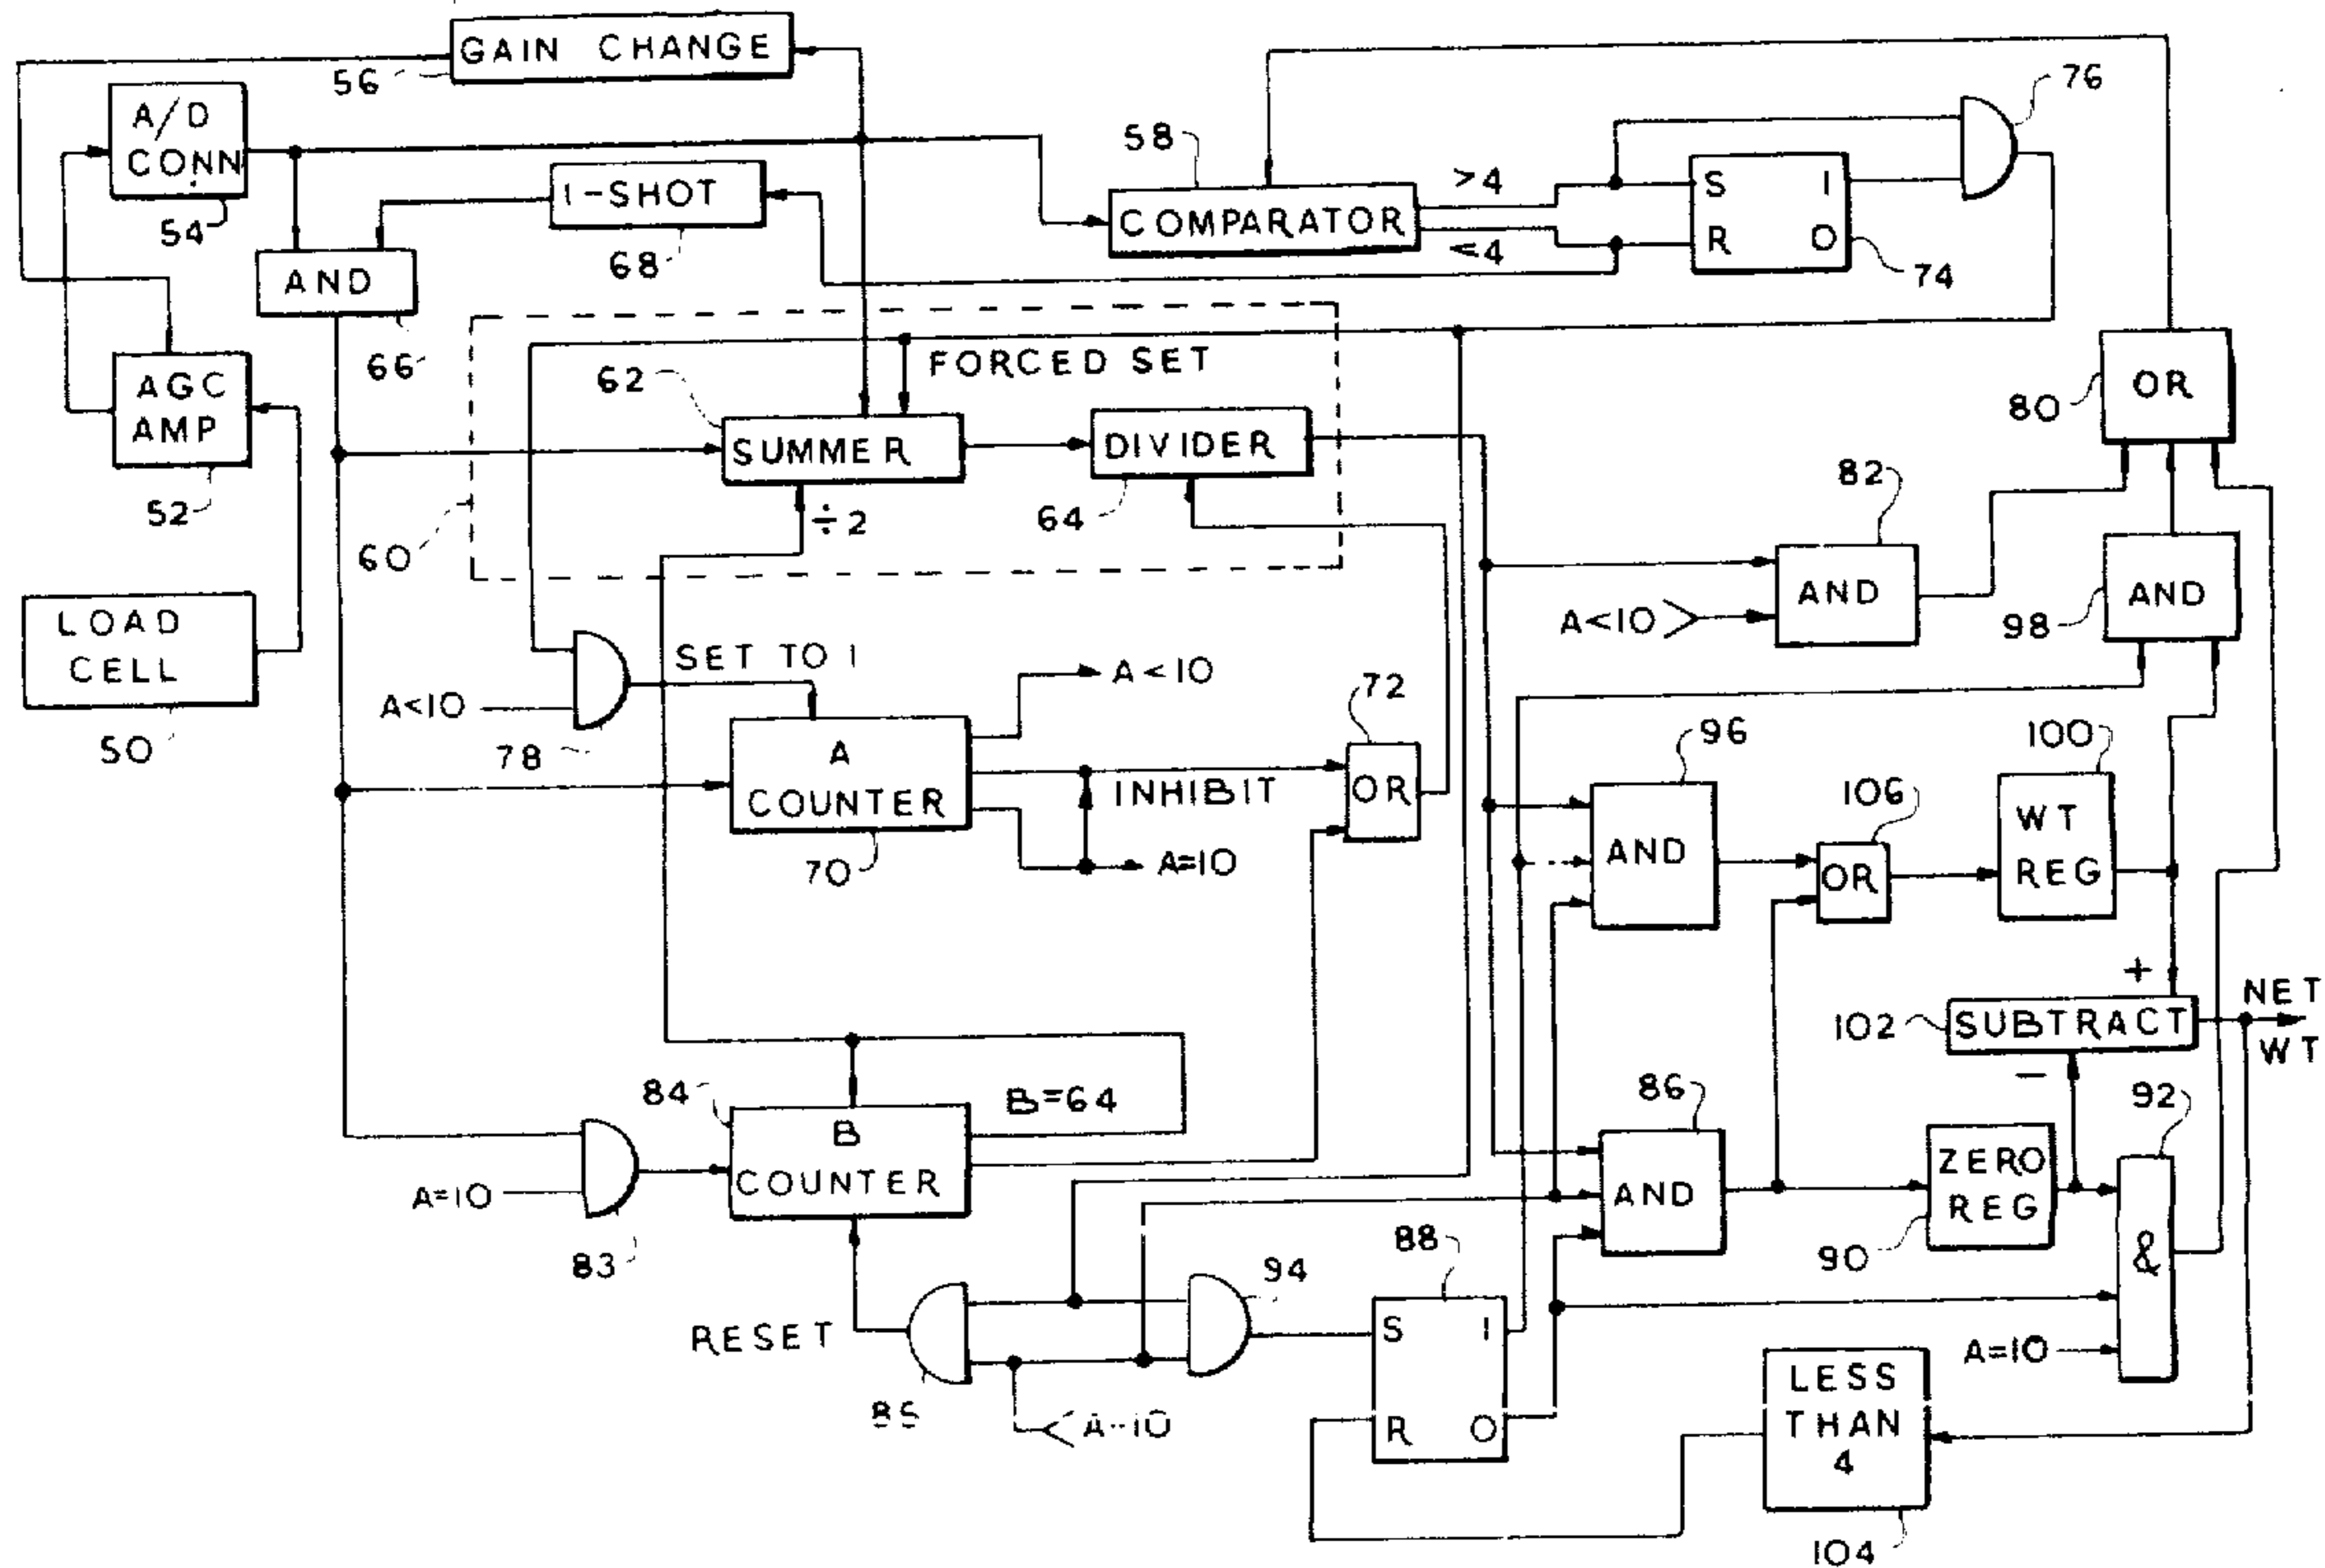 GAIN CHANGE
56
A/D
CONN
54
1-SHOT
68
AND
66
AGC
AMP
52
LOAD
CELL
50
58
COMPARATOR
>4
≤4
S 1
R 0
74
76
60
62
SUMMER
÷2
FORCED SET
DIVIDER
64
OR
80
82
AND
A<10
AND
98
A<10
78
SET TO 1
A
COUNTER
70
A<10
INHIBIT
A=10
72
OR
96
AND
106
OR
100
WT
REG
+
102
SUBTRACT
−
NET
WT
84
B
COUNTER
B=64
A=10
83
86
AND
ZERO
REG
90
92
&
A=10
RESET
85
94
88
S 1
R 0
LESS
THAN
4
104